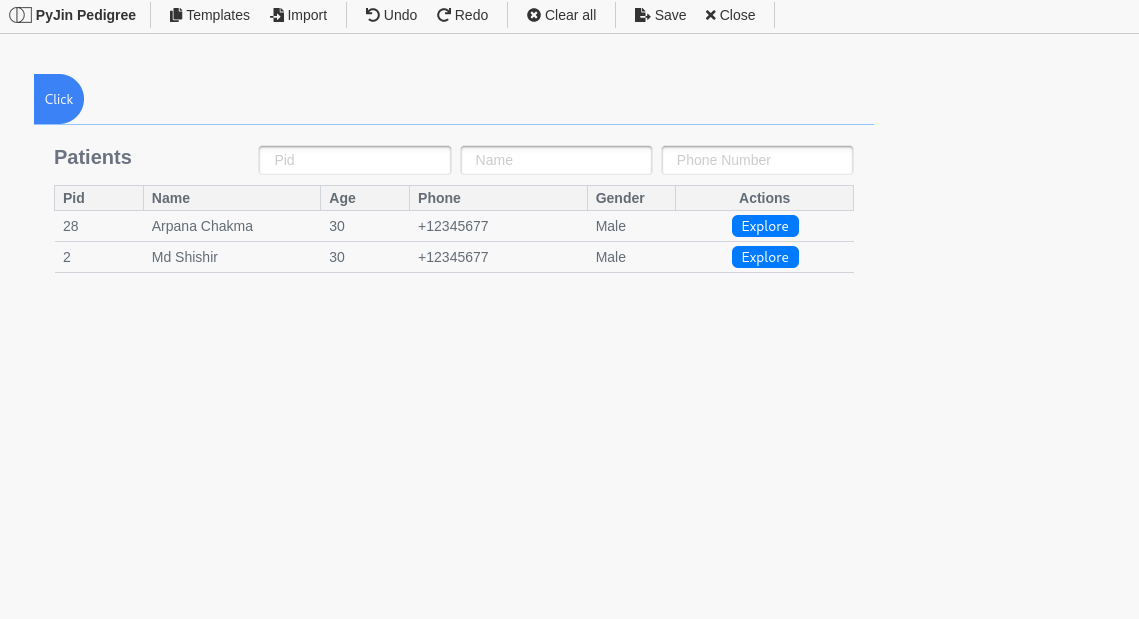 PyJin Pedigree Templates Import Undo Redo Clear all Save Close
Click
Patients Pid Name Phone Number
Pid Name Age Phone Gender Actions
28 Arpana Chakma 30 +12345677 Male Explore
2 Md Shishir 30 +12345677 Male Explore